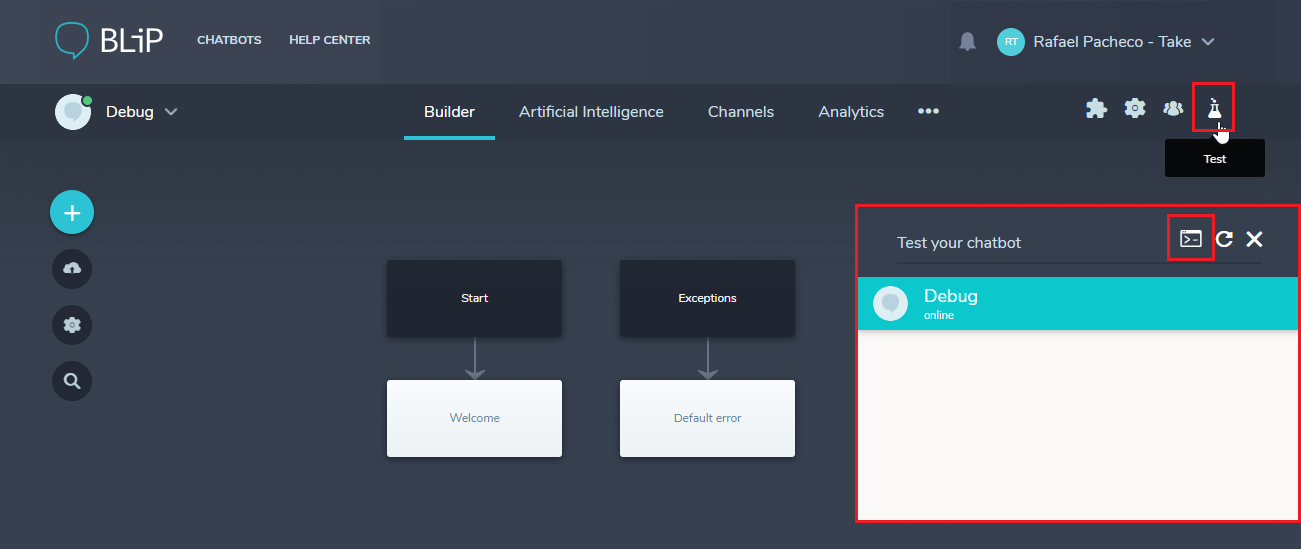 BLiP CHATBOTS HELP CENTER RT Rafael Pacheco - Take
Debug Builder Artificial Intelligence Channels Analytics
Test
Test your chatbot
Debug
online
Start Exceptions
Welcome Default error